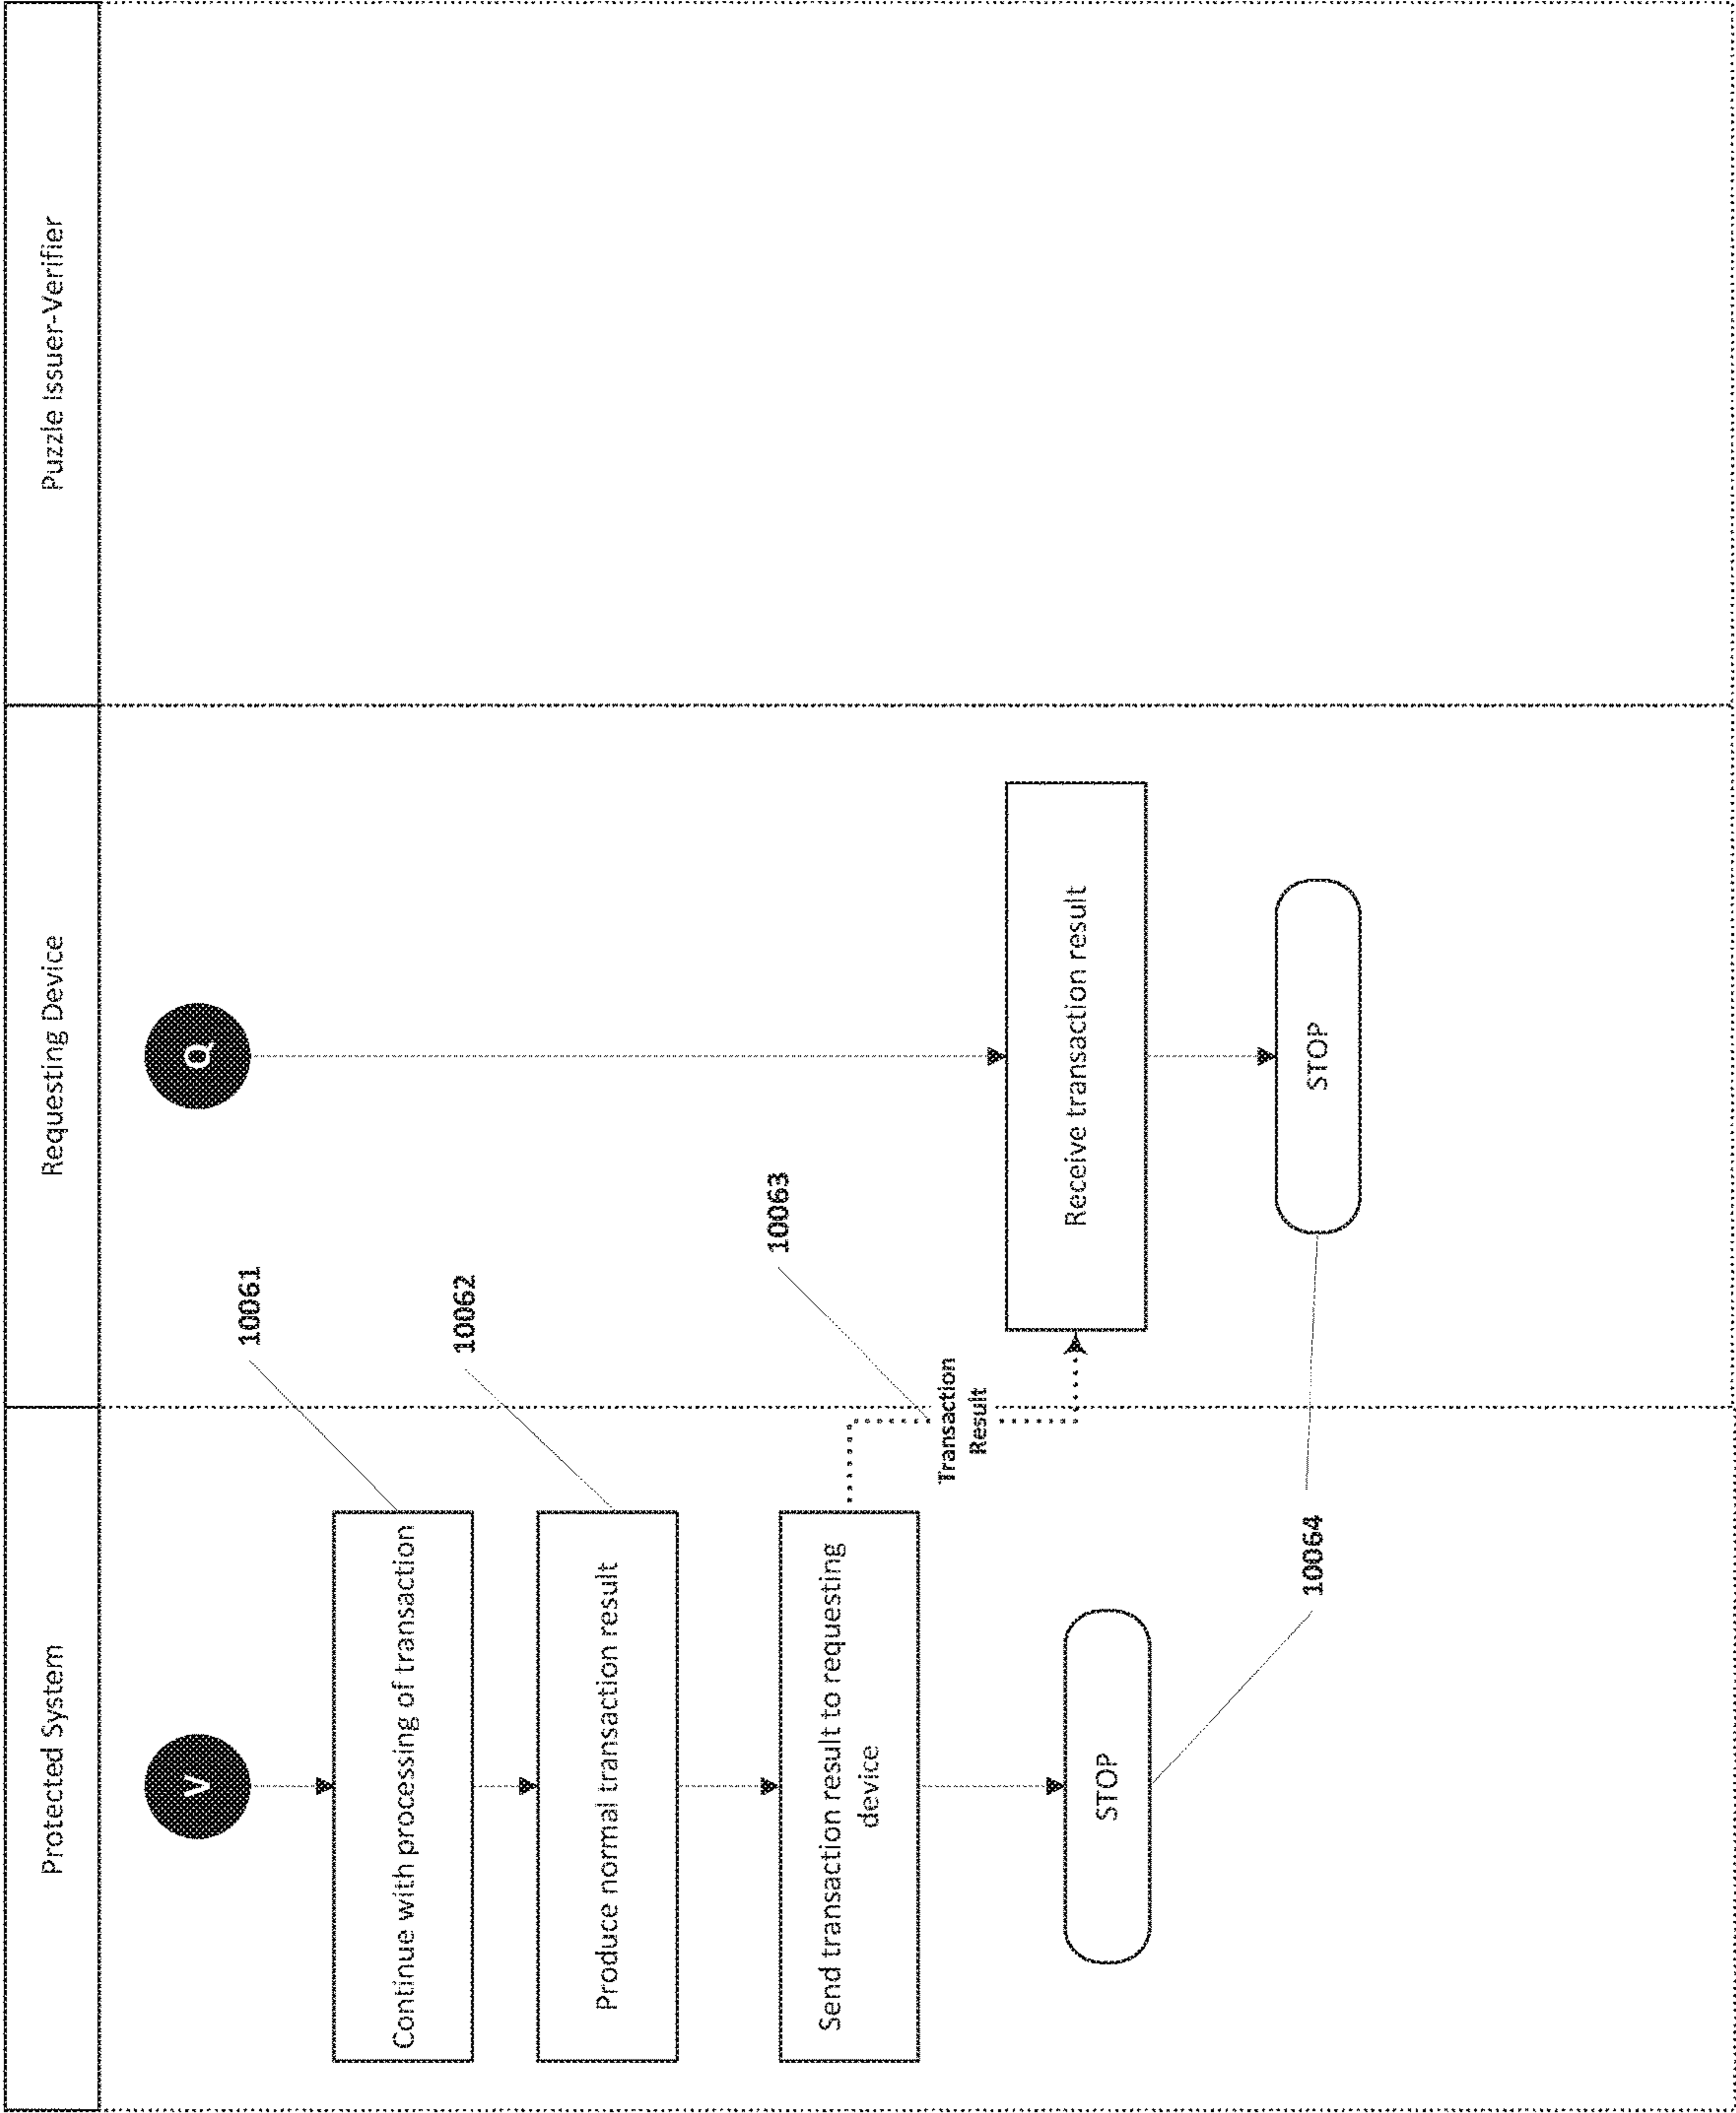 Protected System
Requesting Device
Puzzle Issuer-Verifier
V
Q
10061
Continue with processing of transaction
10062
Produce normal transaction result
10063
Send transaction result to requesting
device
Transaction
Result
Receive transaction result
STOP
STOP
10064